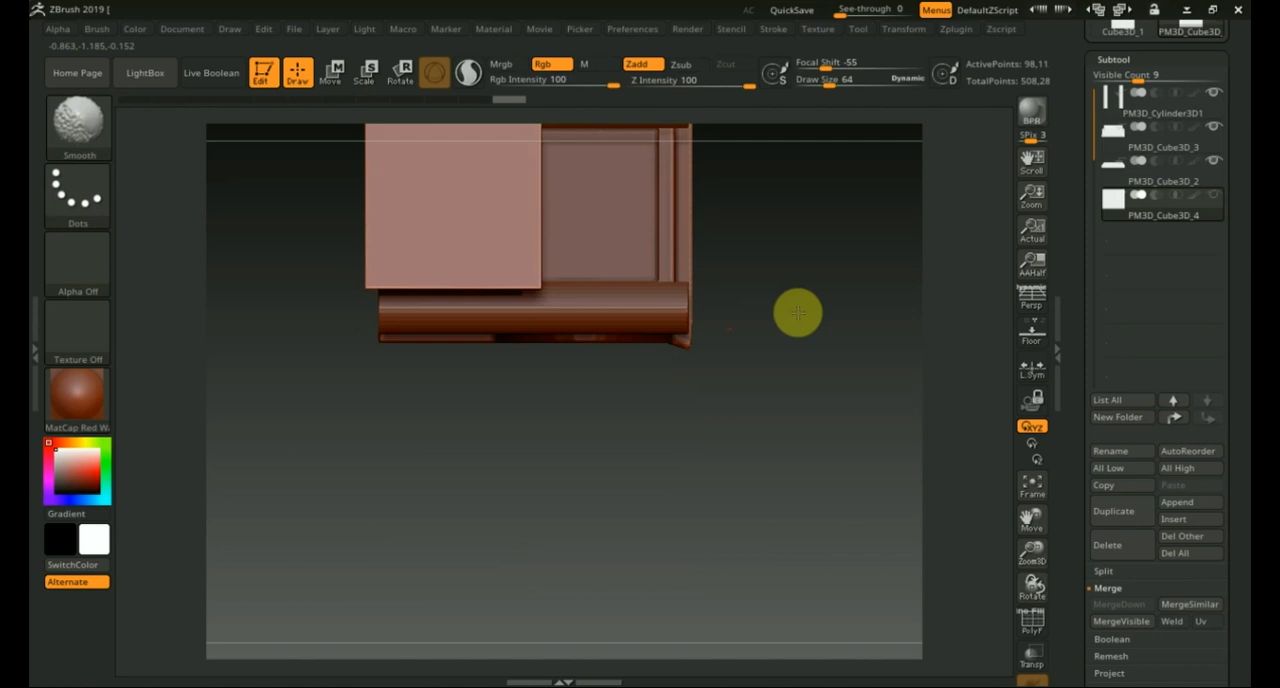 ZBrush 2019 [
AC QuickSave See-through 0 Menus DefaultZScript
Alpha Brush Color Document Draw Edit File Layer Light Macro Marker Material Movie Picker Preferences Render Stencil Stroke Texture Tool Transform Zplugin Zscript
-0.863,-1.185,-0.152
Home Page LightBox Live Boolean Edit Draw Move Scale Rotate
Mrgb Rgb M Zadd Zsub Zcut
Rgb Intensity 100 Z Intensity 100
Focal Shift -55
Draw Size 64 Dynamic
ActivePoints: 98,11
TotalPoints: 508,28
Smooth
Dots
Alpha Off
Texture Off
MatCap Red Wa
Gradient
SwitchColor
Alternate
BPR
SPix 3
Scroll
Zoom
Actual
AAHalf
Dynamic
Persp
Floor
L.Sym
XYZ
Frame
Move
Zoom3D
Rotate
Line Fill
PolyF
Transp
Cube3D_1 PM3D_Cube3D_
Subtool
Visible Count 9
PM3D_Cylinder3D1
PM3D_Cube3D_3
PM3D_Cube3D_2
PM3D_Cube3D_4
List All
New Folder
Rename AutoReorder
All Low All High
Copy Paste
Duplicate Append
Insert
Delete Del Other
Del All
Split
Merge
MergeDown MergeSimilar
MergeVisible Weld Uv
Boolean
Remesh
Project